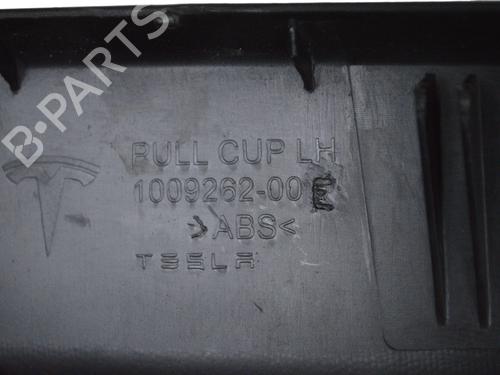 B-PARTS
PULL CUP LH
1009262-00 E
>ABS<
TESLA